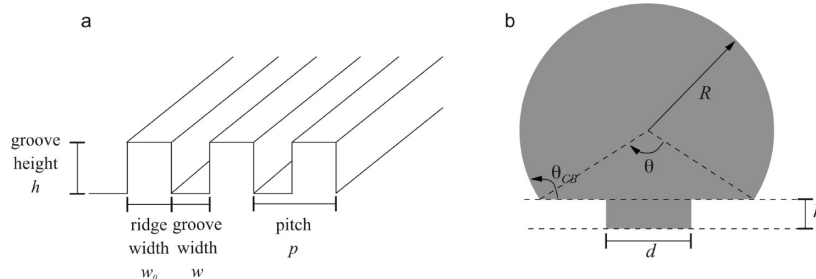 a
groove
height
h
ridge
width
w₀
groove
width
w
pitch
p
b
R
θ
θCB
d